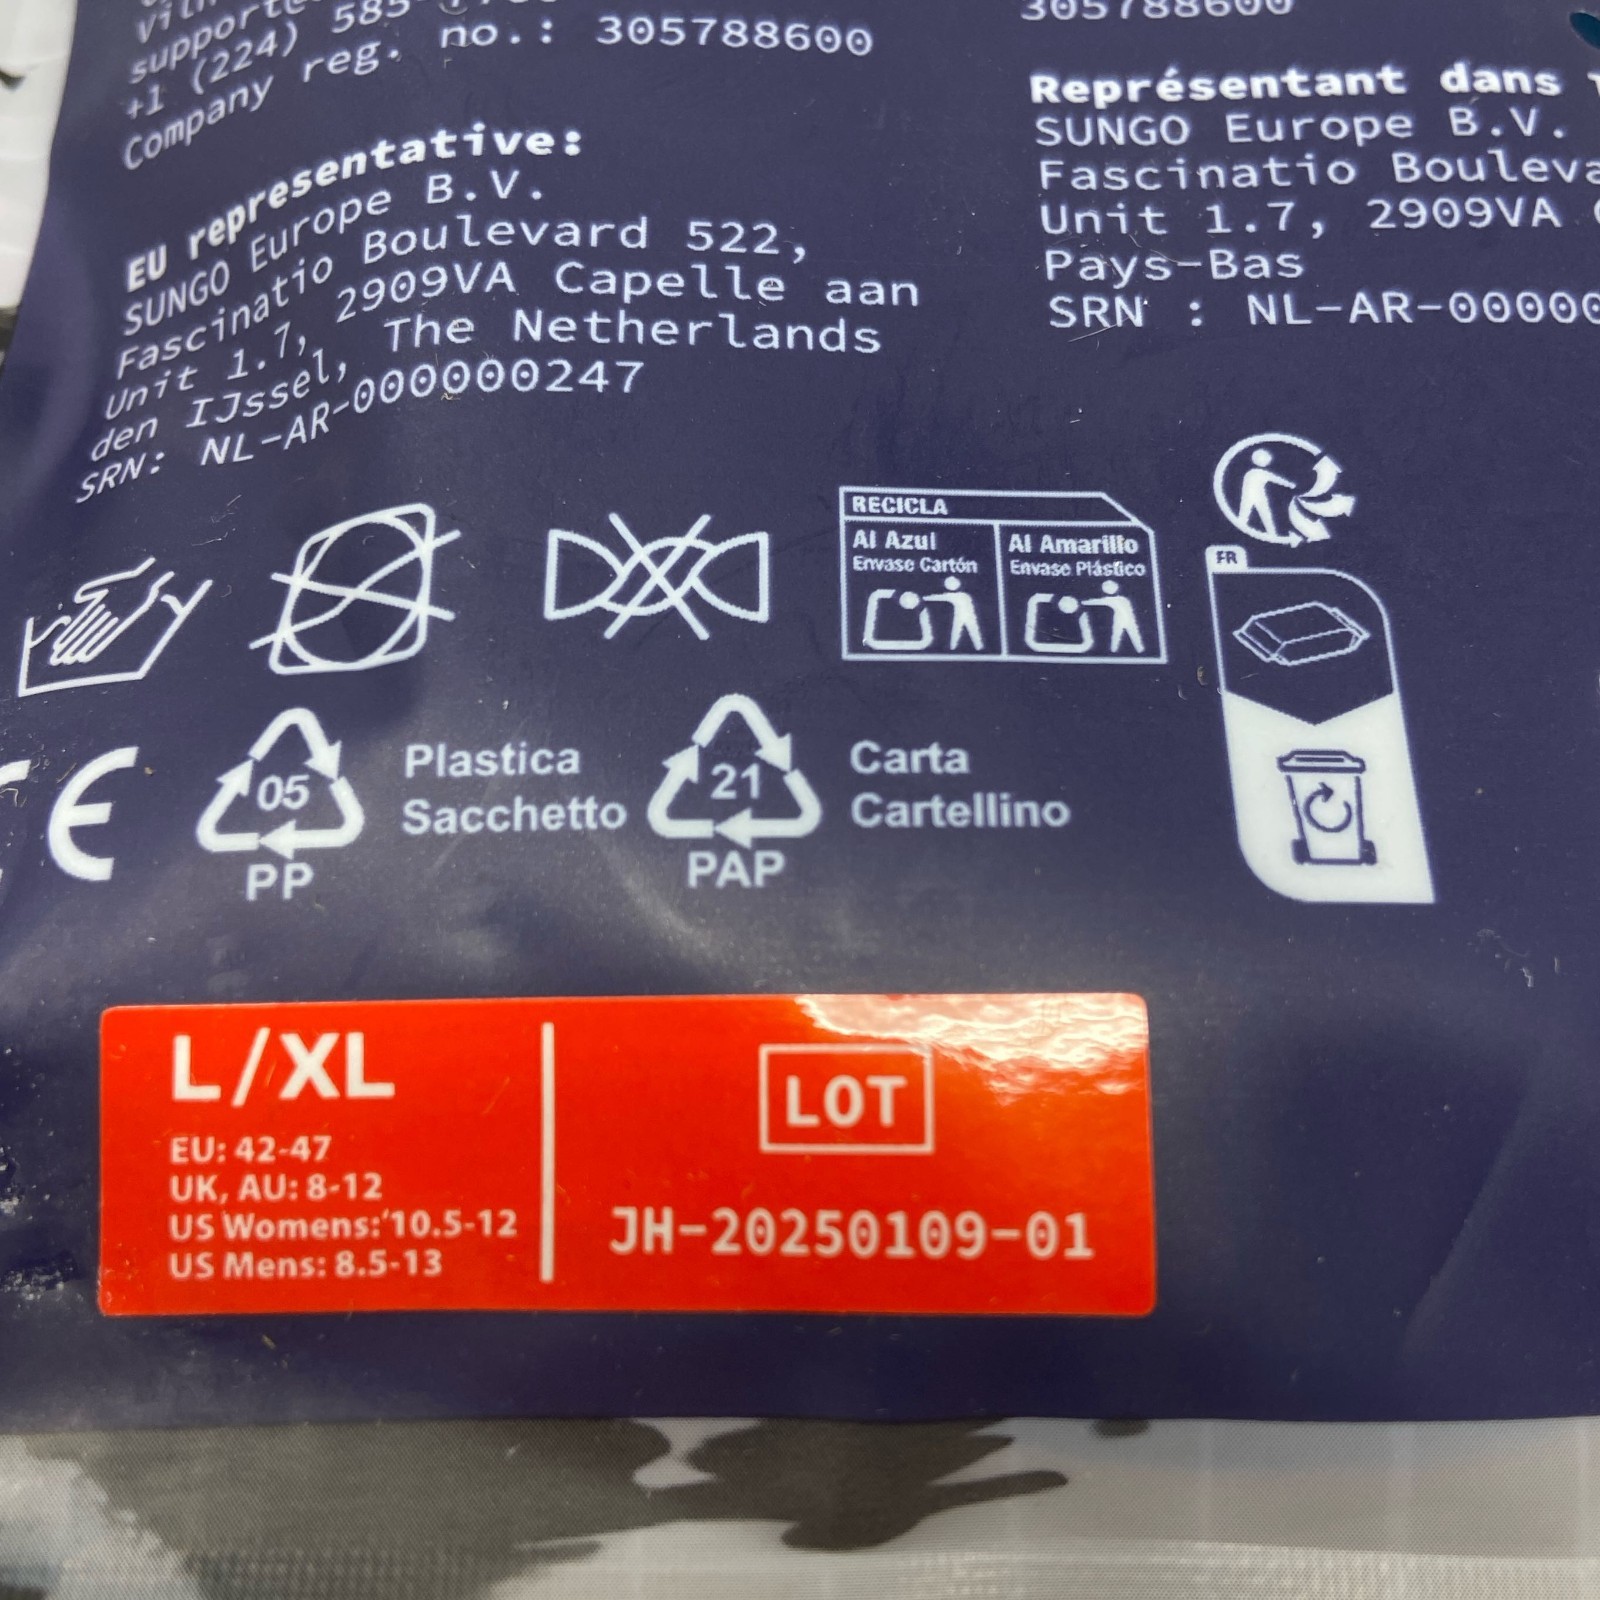 +1 (224) 585
Company reg. no.: 305788600
EU representative:
SUNGO Europe B.V.
Fascinatio Boulevard 522,
Unit 1.7, 2909VA Capelle aan
den IJssel, The Netherlands
SRN: NL-AR-000000247
305788600
Représentant dans
SUNGO Europe B.V.
Fascinatio
Unit 1.7, 2909VA
Pays-Bas
SRN : NL-AR-00000
RECICLA
Al Azul
Envase Cartón
Al Amarillo
Envase Plástico
FR
CE
05
PP
Plastica
Sacchetto
21
PAP
Carta
Cartellino
L/XL
EU: 42-47
UK, AU: 8-12
US Womens: 10.5-12
US Mens: 8.5-13
LOT
JH-20250109-01